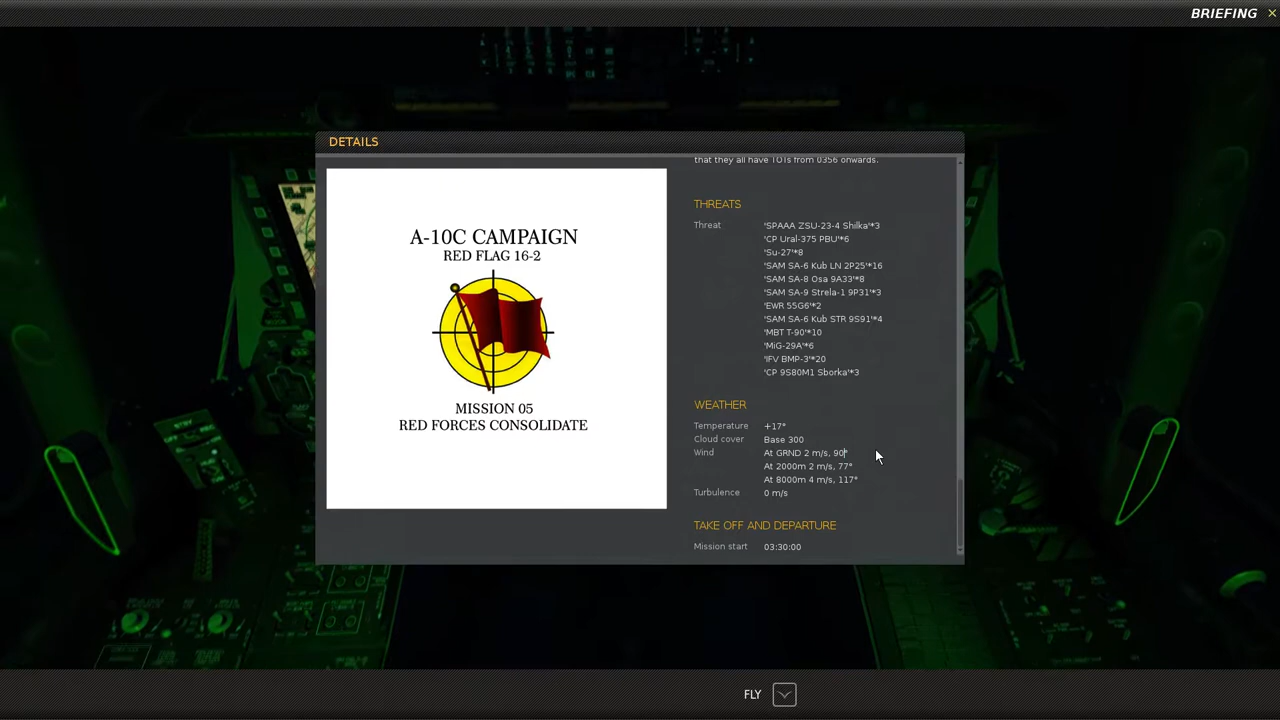 BRIEFING
DETAILS
that they all have TOTs from 0356 onwards.
A-10C CAMPAIGN
RED FLAG 16-2
MISSION 05
RED FORCES CONSOLIDATE
THREATS
Threat 'SPAAA ZSU-23-4 Shilka'*3
'CP Ural-375 PBU'*6
'Su-27'*8
'SAM SA-6 Kub LN 2P25'*16
'SAM SA-8 Osa 9A33'*8
'SAM SA-9 Strela-1 9P31'*3
'EWR 55G6'*2
'SAM SA-6 Kub STR 9S91'*4
'MBT T-90'*10
'MiG-29A'*6
'IFV BMP-3'*20
'CP 9S80M1 Sborka'*3
WEATHER
Temperature +17°
Cloud cover Base 300
Wind At GRND 2 m/s, 90°
At 2000m 2 m/s, 77°
At 8000m 4 m/s, 117°
Turbulence 0 m/s
TAKE OFF AND DEPARTURE
Mission start 03:30:00
FLY